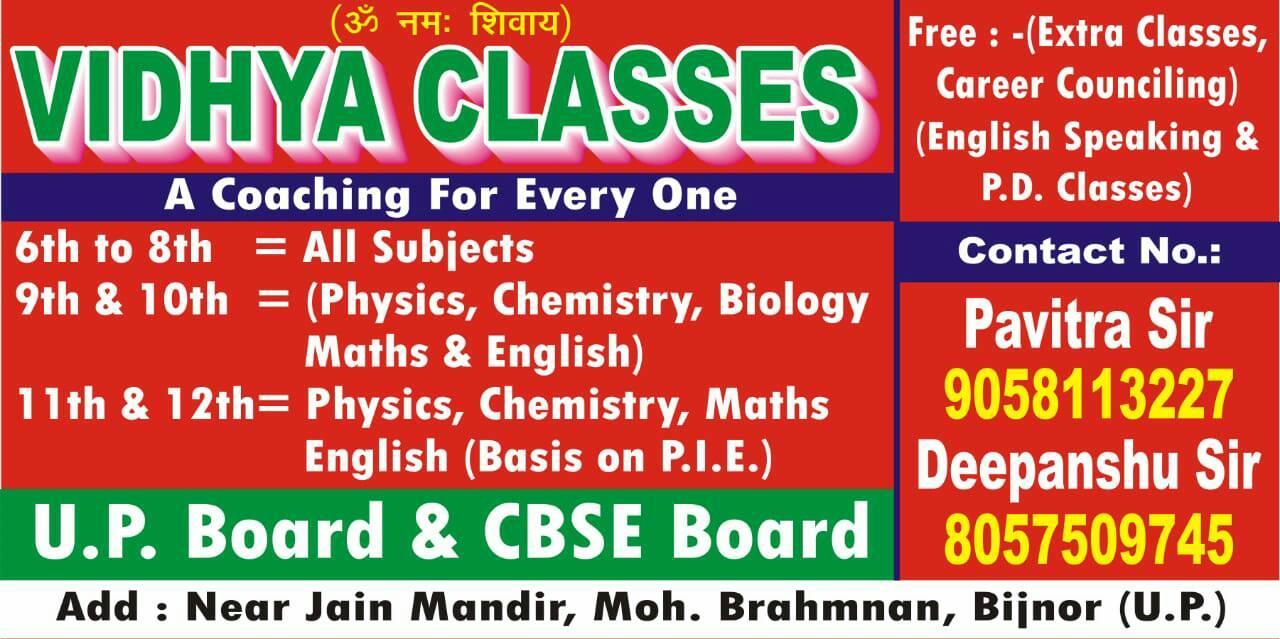 (ॐ नमः शिवाय)
VIDHYA CLASSES
A Coaching For Every One
6th to 8th = All Subjects
9th & 10th = (Physics, Chemistry, Biology
Maths & English)
11th & 12th= Physics, Chemistry, Maths
English (Basis on P.I.E.)
U.P. Board & CBSE Board
Free : -(Extra Classes,
Career Counciling)
(English Speaking &
P.D. Classes)
Contact No.:
Pavitra Sir
9058113227
Deepanshu Sir
8057509745
Add : Near Jain Mandir, Moh. Brahmnan, Bijnor (U.P.)